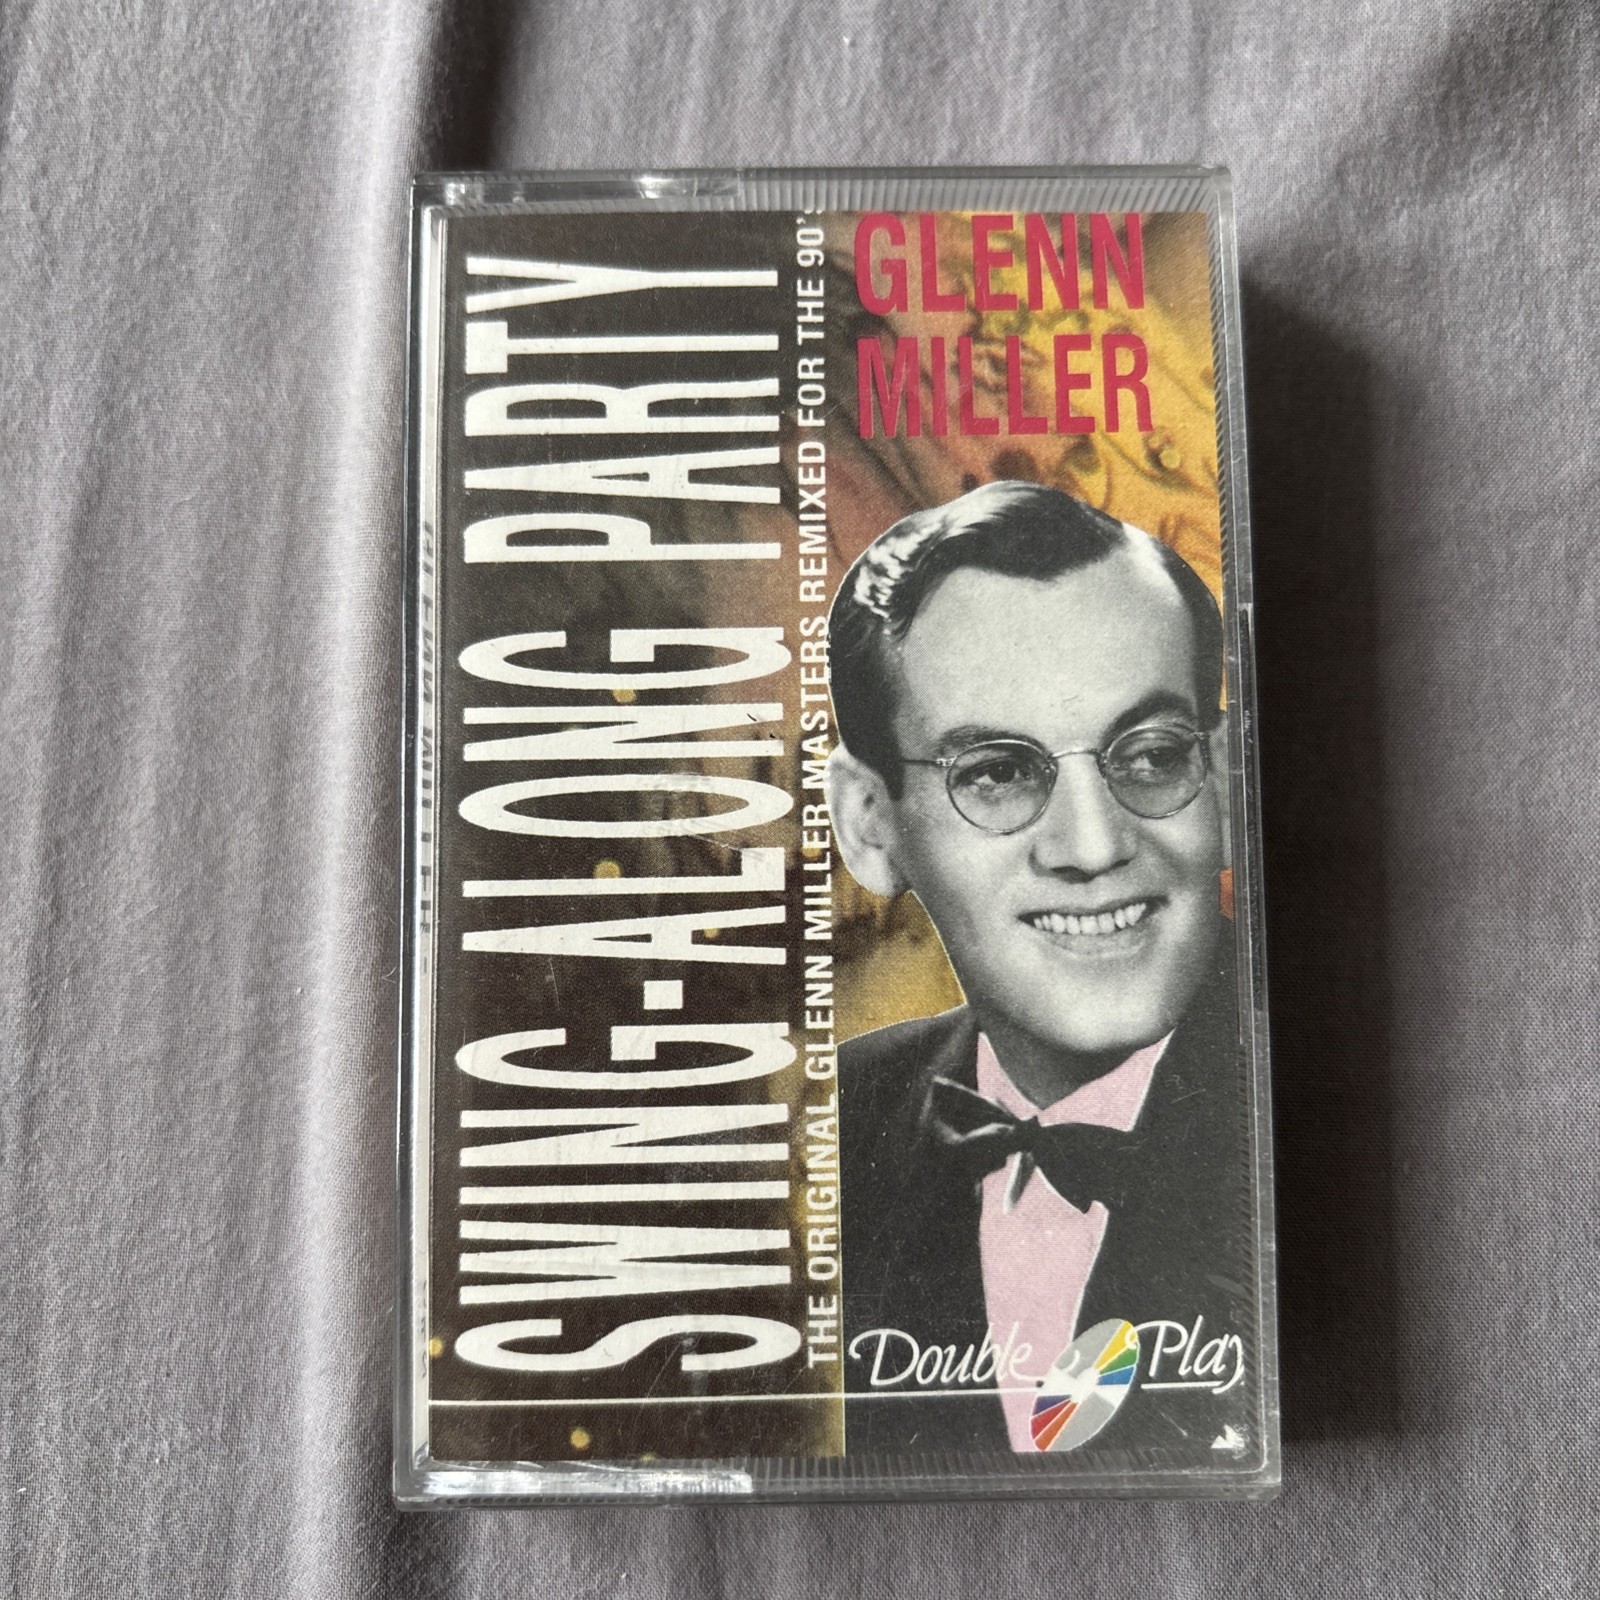 SWING-ALONG PARTY
THE ORIGINAL GLENN MILLER MASTERS REMIXED FOR THE 90's
GLENN
MILLER
Double Play